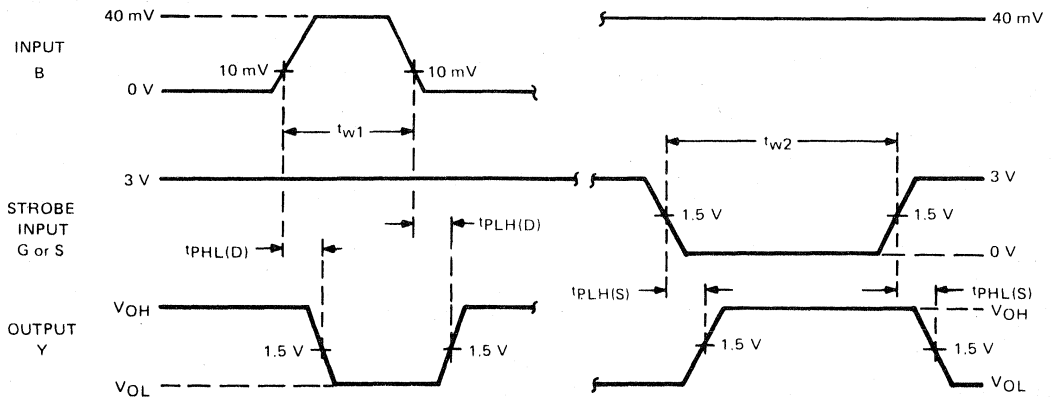 40 mV
INPUT
B
10 mV
10 mV
0 V
tw1
40 mV
3 V
STROBE
INPUT
G or S
tPHL(D)
tPLH(D)
tw2
3 V
1.5 V
1.5 V
0 V
tPLH(S)
tPHL(S)
VOH
OUTPUT
Y
1.5 V
1.5 V
VOL
VOH
1.5 V
1.5 V
VOL